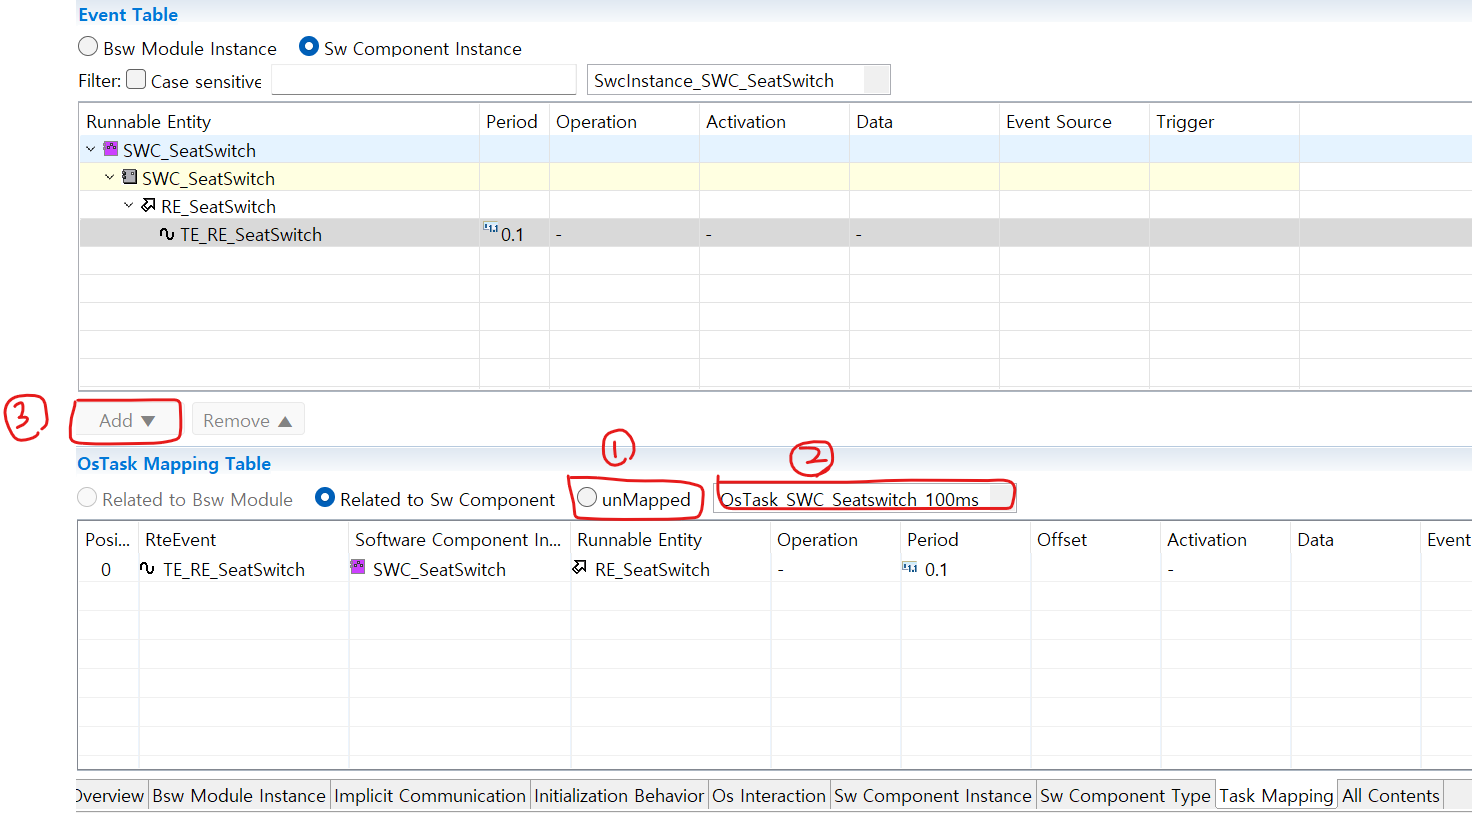 Event Table
Bsw Module Instance Sw Component Instance
Filter: Case sensitive SwcInstance_SWC_SeatSwitch
Runnable Entity Period Operation Activation Data Event Source Trigger
SWC_SeatSwitch
SWC_SeatSwitch
RE_SeatSwitch
TE_RE_SeatSwitch 0.1 - - -
③ Add ▼ Remove ▲
① ②
OsTask Mapping Table
Related to Bsw Module Related to Sw Component unMapped OsTask_SWC_Seatswitch_100ms
Posi... RteEvent Software Component In... Runnable Entity Operation Period Offset Activation Data Event
0 TE_RE_SeatSwitch SWC_SeatSwitch RE_SeatSwitch - 0.1 -
Overview Bsw Module Instance Implicit Communication Initialization Behavior Os Interaction Sw Component Instance Sw Component Type Task Mapping All Contents